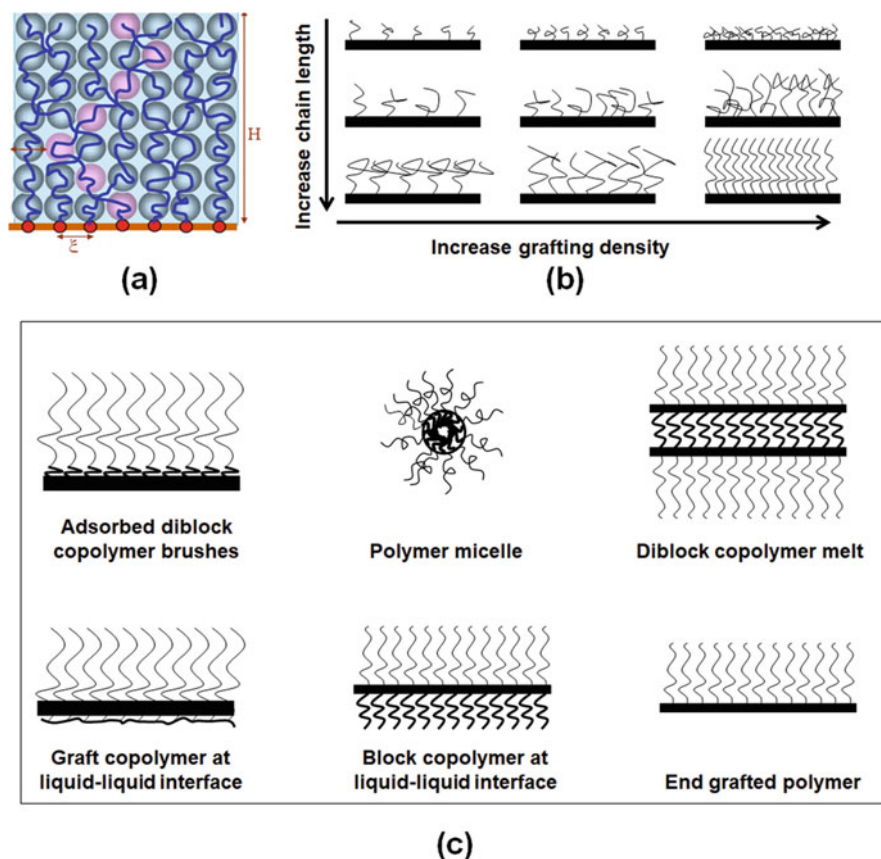 H
ξ
(a)
Increase chain length
Increase grafting density
(b)
Adsorbed diblock
copolymer brushes
Polymer micelle
Diblock copolymer melt
Graft copolymer at
liquid-liquid interface
Block copolymer at
liquid-liquid interface
End grafted polymer
(c)